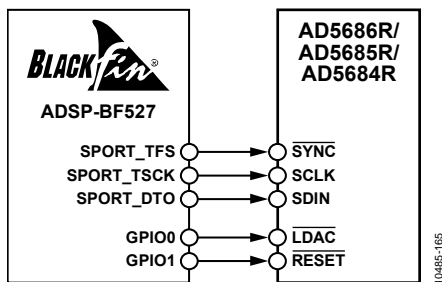 BLACKfin®
ADSP-BF527
SPORT_TFS
SPORT_TSCK
SPORT_DTO
GPIO0
GPIO1
AD5686R/
AD5685R/
AD5684R
SYNC
SCLK
SDIN
LDAC
RESET
10485-165